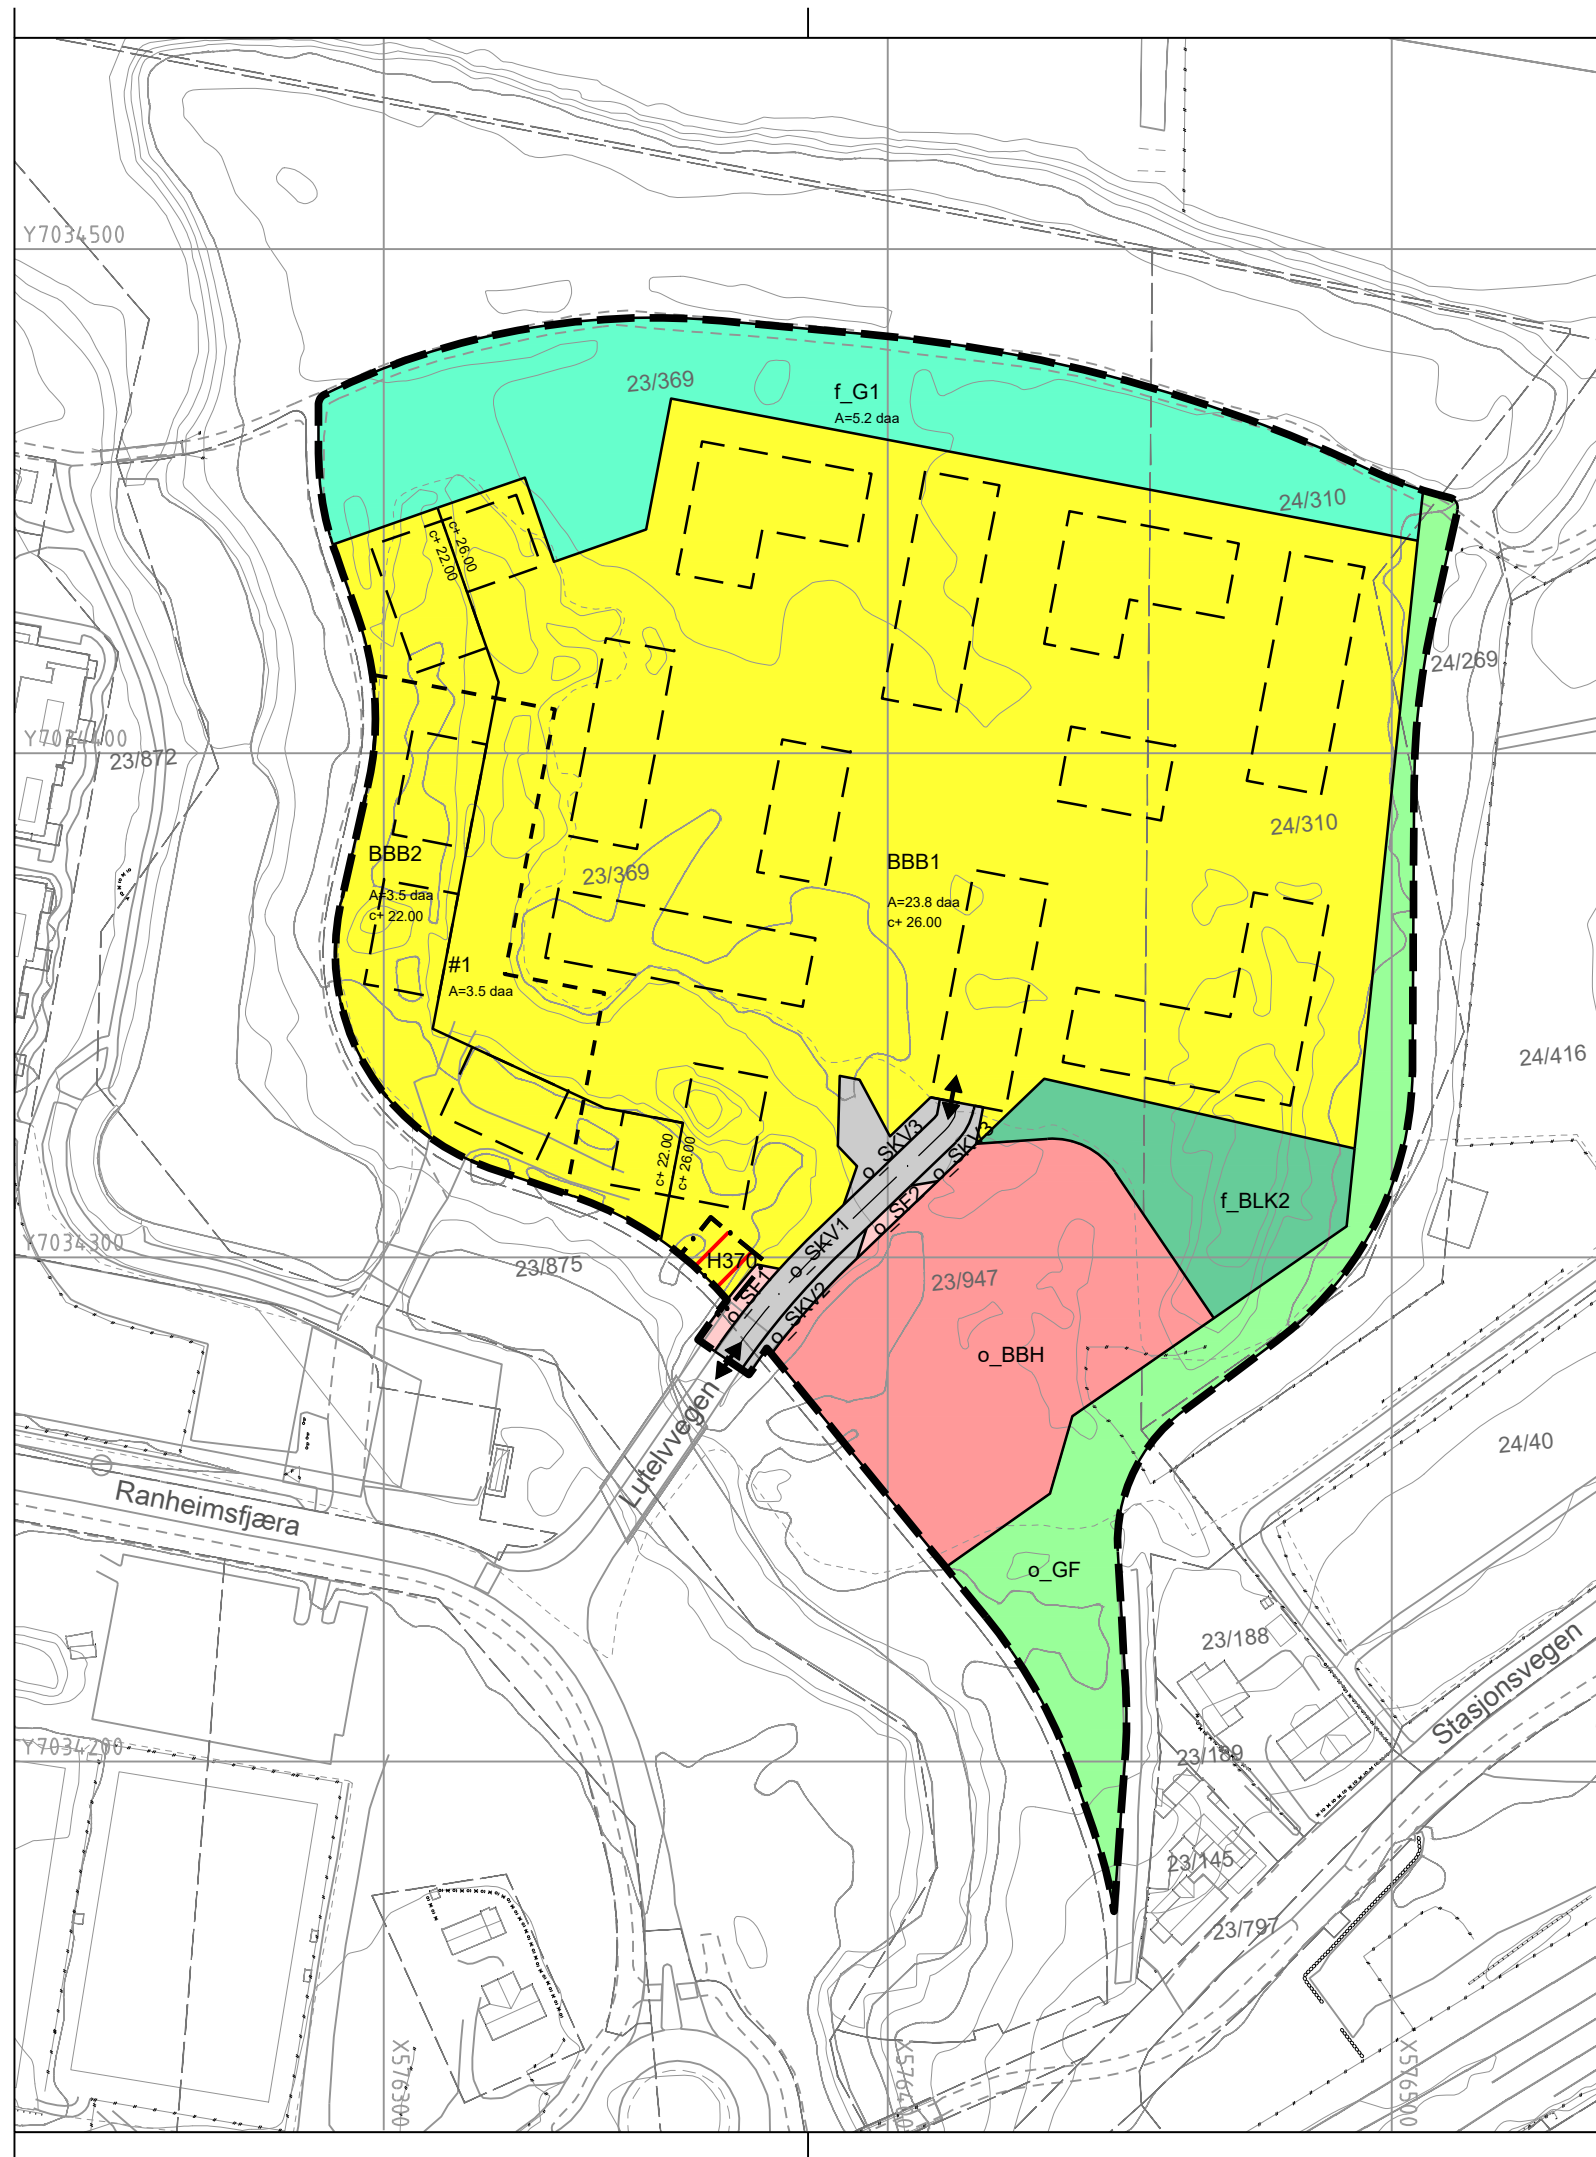 Y7034500
23/369
f_G1
A=5.2 daa
24/310
c+ 26.00
c+ 22.00
24/269
Y7034400
23/872
24/310
BBB2
A=3.5 daa
c+ 22.00
23/369
BBB1
A=23.8 daa
c+ 26.00
#1
A=3.5 daa
24/416
c+ 22.00
c+ 26.00
o_SKV3
o_SKV3
o_SF2
f_BLK2
Y7034300
23/875
H370
o_SKV1
o_SF1
o_SKV2
23/947
o_BBH
Lutelvvegen
24/40
Ranheimsfjæra
o_GF
23/188
Stasjonsvegen
Y7034200
23/189
23/145
23/797
X576300
X576400
X576500